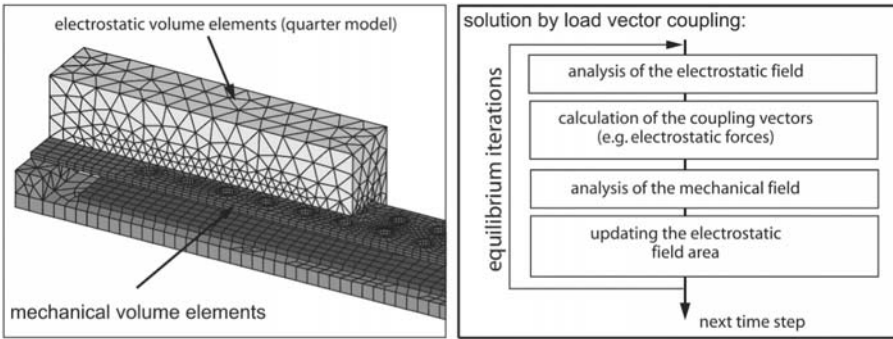 electrostatic volume elements (quarter model)
mechanical volume elements
solution by load vector coupling:
equilibrium iterations
analysis of the electrostatic field
calculation of the coupling vectors
(e.g. electrostatic forces)
analysis of the mechanical field
updating the electrostatic
field area
next time step